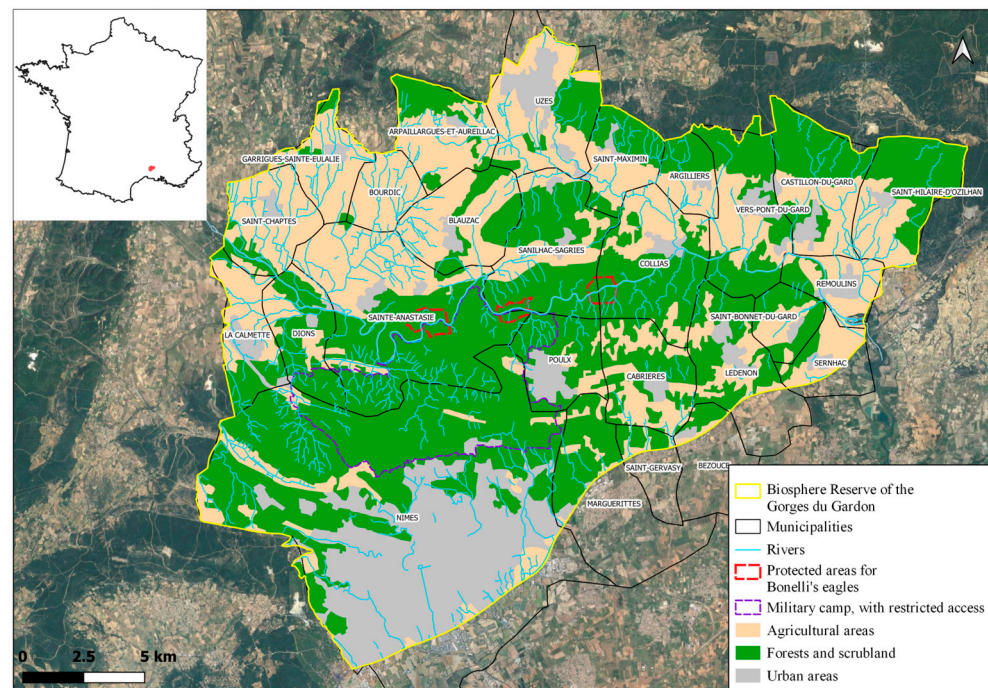 UZES
ARPAILLARGUES-ET-AUREILLAC
GARRIGUES-SAINTE-EULALIE
SAINT-MAXIMIN
ARGILLIERS
CASTILLON-DU-GARD
BOURDIC
SAINT-HILAIRE-D'OZILHAN
SAINT-CHAPTES
BLAUZAC
VERS-PONT-DU-GARD
SANILHAC-SAGRIES
COLLIAS
REMOULINS
SAINTE-ANASTASIE
SAINT-BONNET-DU-GARD
LA CALMETTE
DIONS
POULX
SERNHAC
CABRIERES
LEDENON
SAINT-GERVASY
BEZOUCE
MARGUERITTES
NIMES
Biosphere Reserve of the
Gorges du Gardon
Municipalities
Rivers
Protected areas for
Bonelli's eagles
Military camp, with restricted access
Agricultural areas
Forests and scrubland
Urban areas
0 2.5 5 km